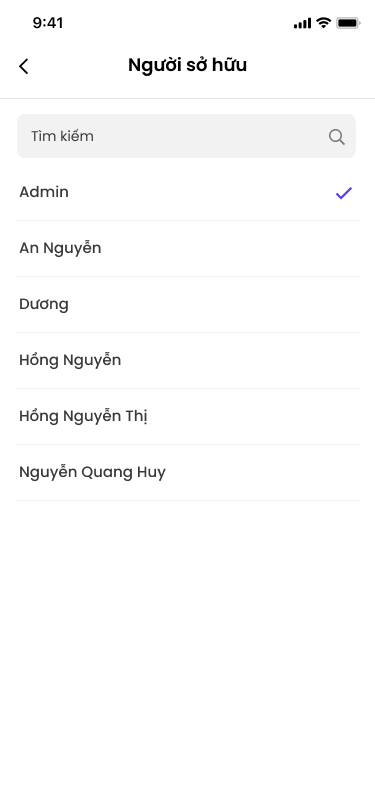 9:41
Người sở hữu
Tìm kiếm
Admin
An Nguyễn
Dương
Hồng Nguyễn
Hồng Nguyễn Thị
Nguyễn Quang Huy